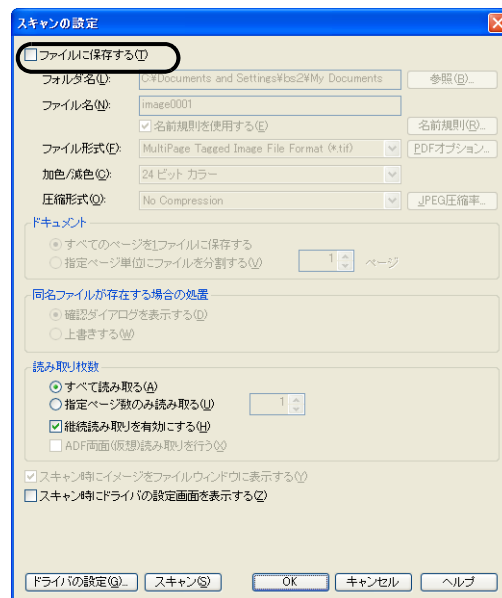 スキャンの設定
ファイルに保存する(T)
フォルダ名(L): C:¥Documents and Settings¥bs2¥My Documents 参照(B)...
ファイル名(N): image0001
名前規則を使用する(E) 名前規則(R)...
ファイル形式(F): MultiPage Tagged Image File Format (*.tif) PDFオプション...
加色/減色(C): 24 ビット カラー
圧縮形式(O): No Compression JPEG圧縮率...
ドキュメント
すべてのページを1ファイルに保存する
指定ページ単位にファイルを分割する(V) 1 ページ
同名ファイルが存在する場合の処置
確認ダイアログを表示する(D)
上書きする(W)
読み取り枚数
すべて読み取る(A)
指定ページ数のみ読み取る(U) 1
継続読み取りを有効にする(H)
ADF両面(仮想)読み取りを行う(X)
スキャン時にイメージをファイルウィンドウに表示する(Y)
スキャン時にドライバの設定画面を表示する(Z)
ドライバの設定(G)... スキャン(S) OK キャンセル ヘルプ